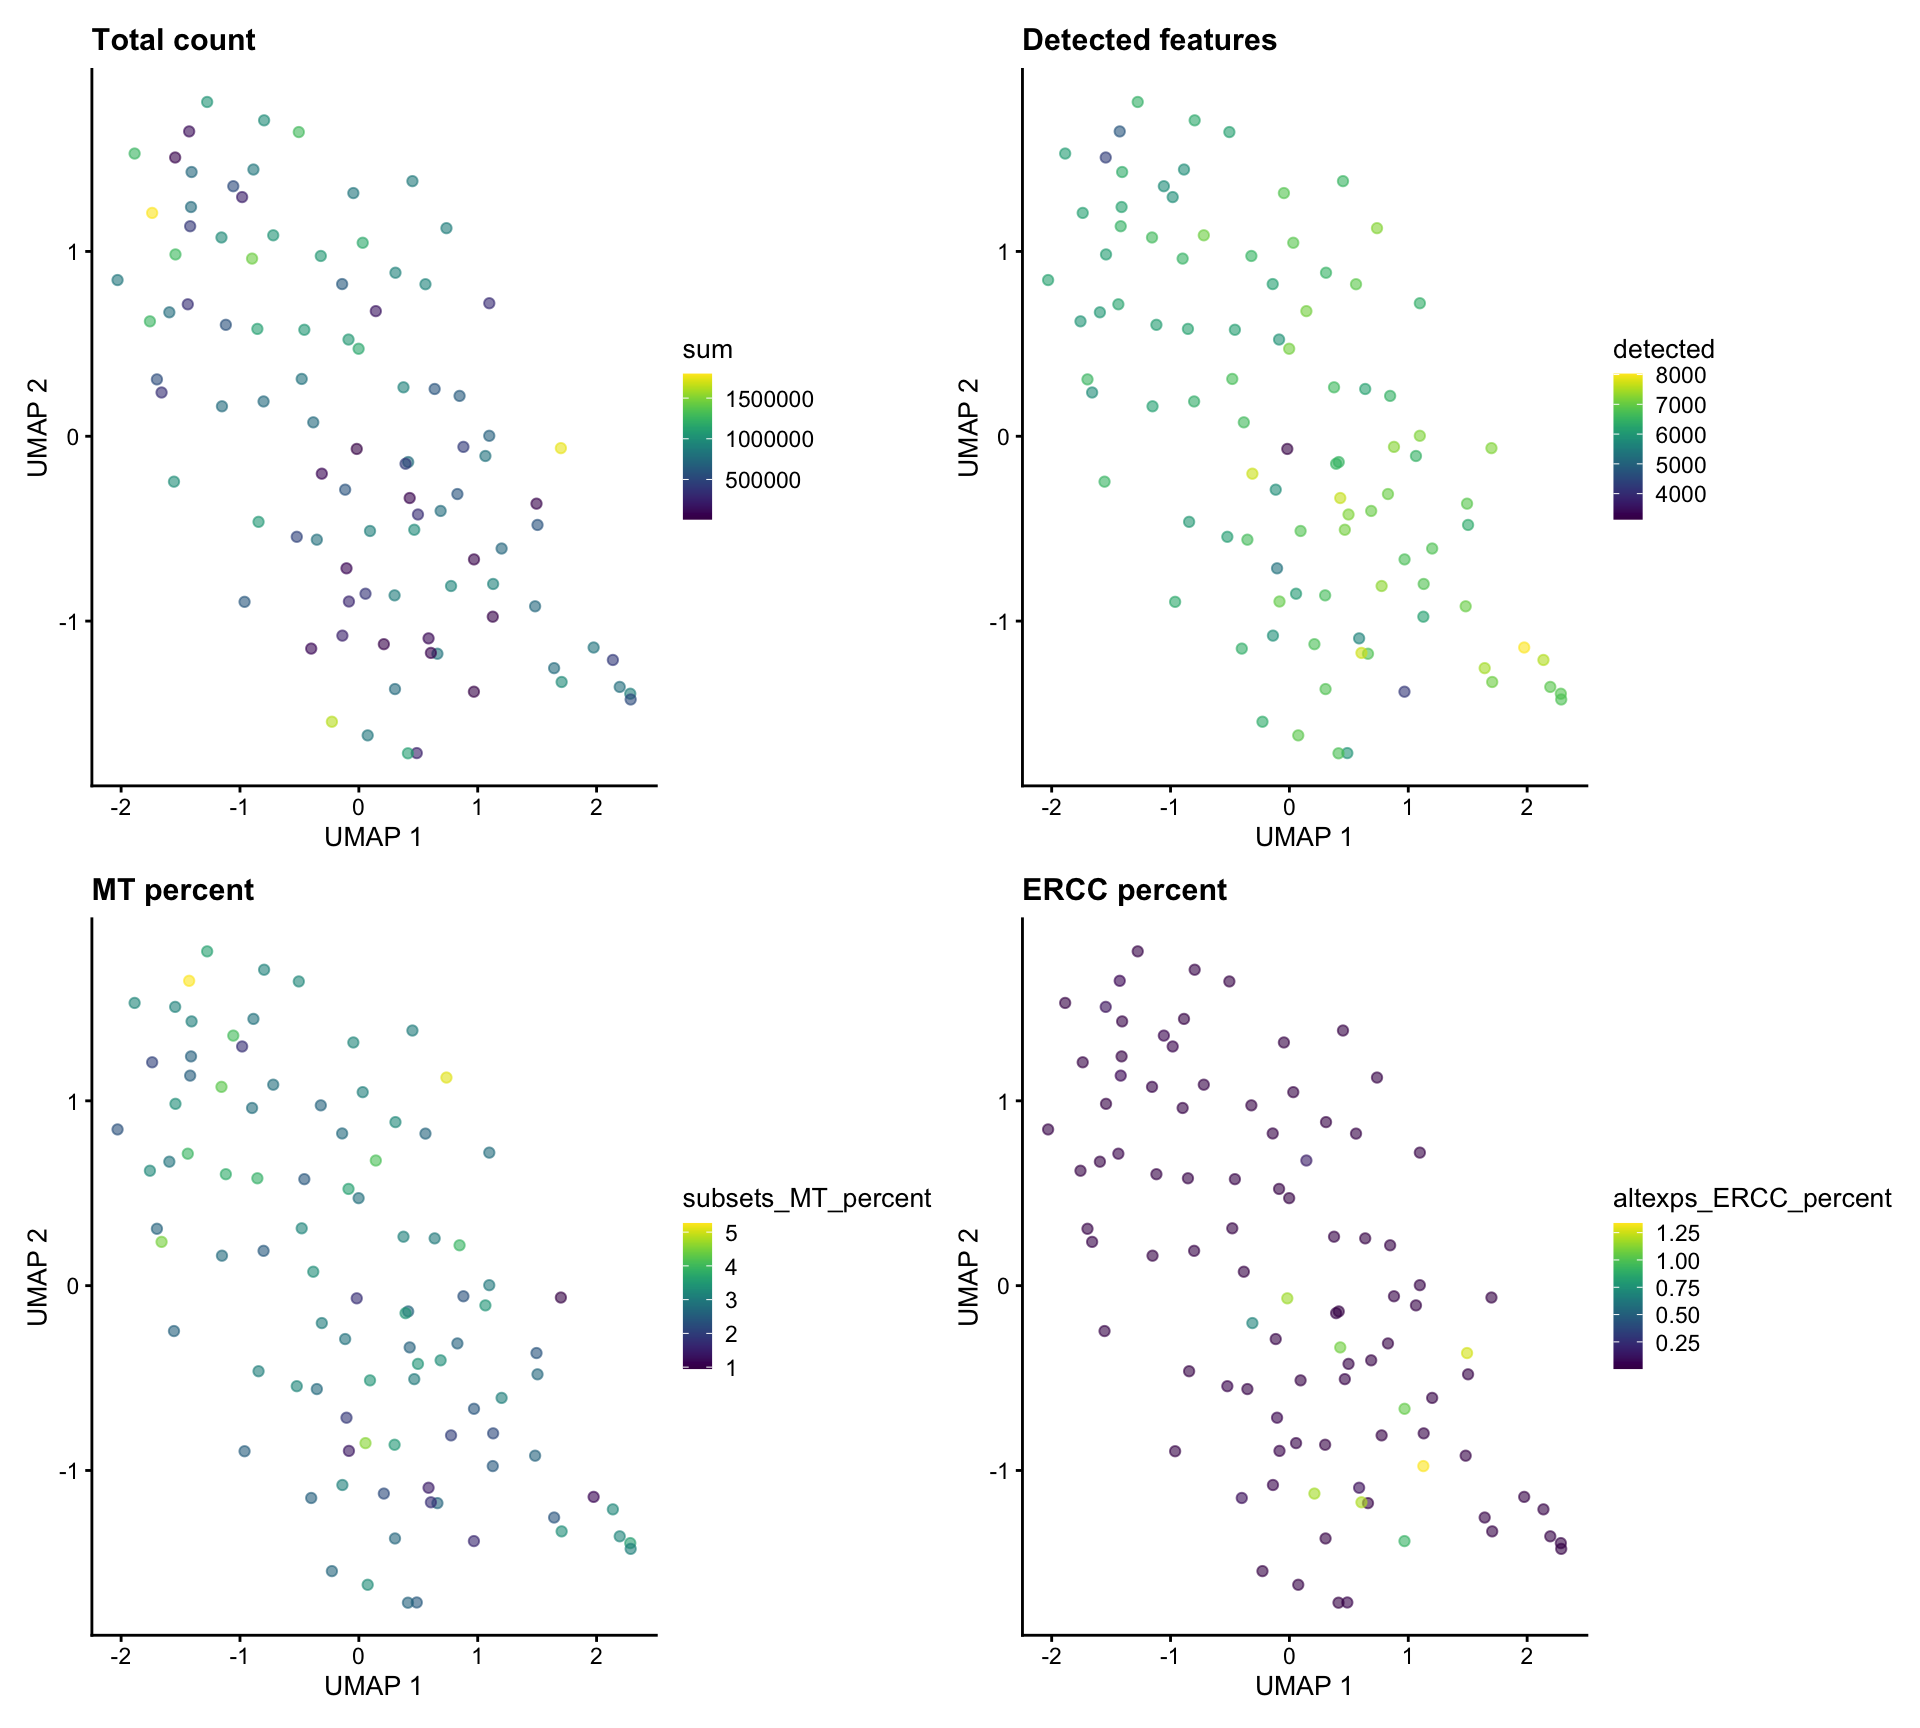 Total count
UMAP 2
1
0
-1
-2 -1 0 1 2
UMAP 1
sum
1500000
1000000
500000
Detected features
UMAP 2
1
0
-1
-2 -1 0 1 2
UMAP 1
detected
8000
7000
6000
5000
4000
MT percent
UMAP 2
1
0
-1
-2 -1 0 1 2
UMAP 1
subsets_MT_percent
5
4
3
2
1
ERCC percent
UMAP 2
1
0
-1
-2 -1 0 1 2
UMAP 1
altexps_ERCC_percent
1.25
1.00
0.75
0.50
0.25